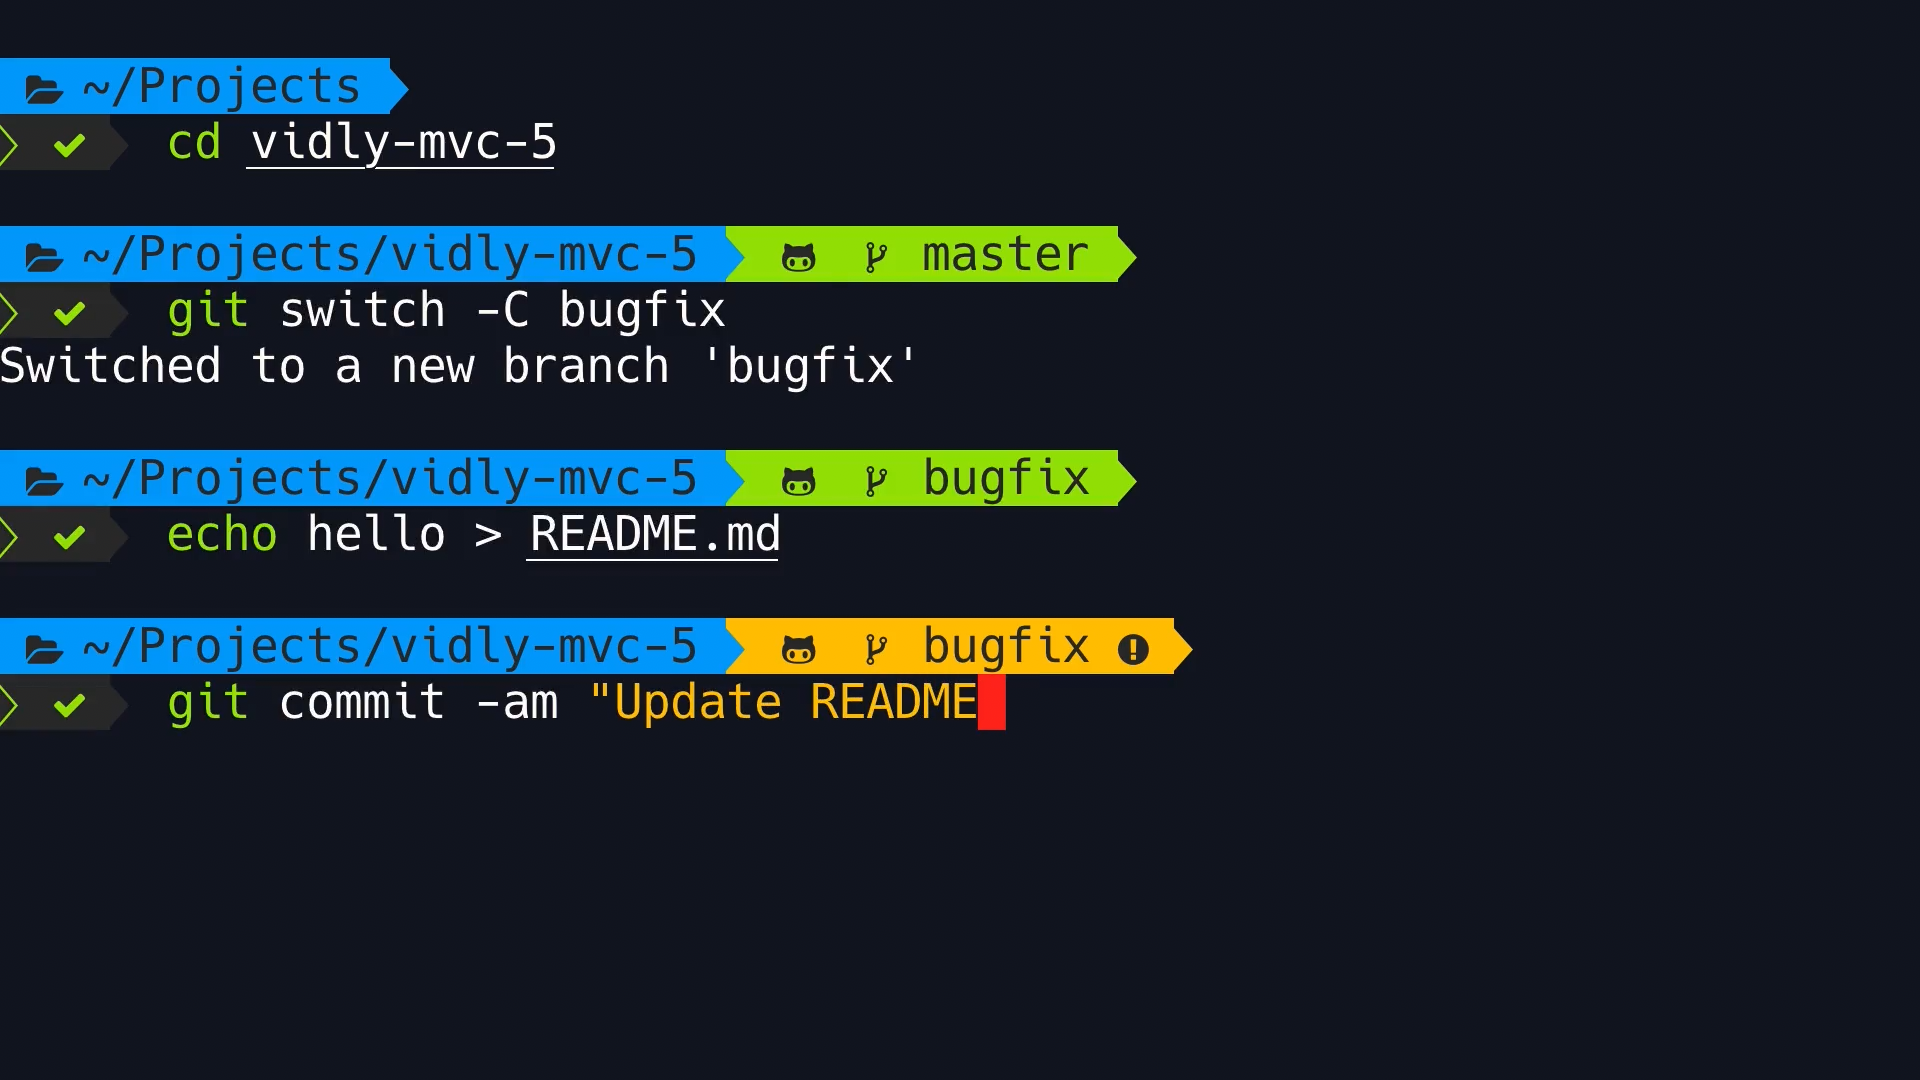 ~/Projects
cd vidly-mvc-5
~/Projects/vidly-mvc-5 master
git switch -C bugfix
Switched to a new branch 'bugfix'
~/Projects/vidly-mvc-5 bugfix
echo hello > README.md
~/Projects/vidly-mvc-5 bugfix
git commit -am "Update README